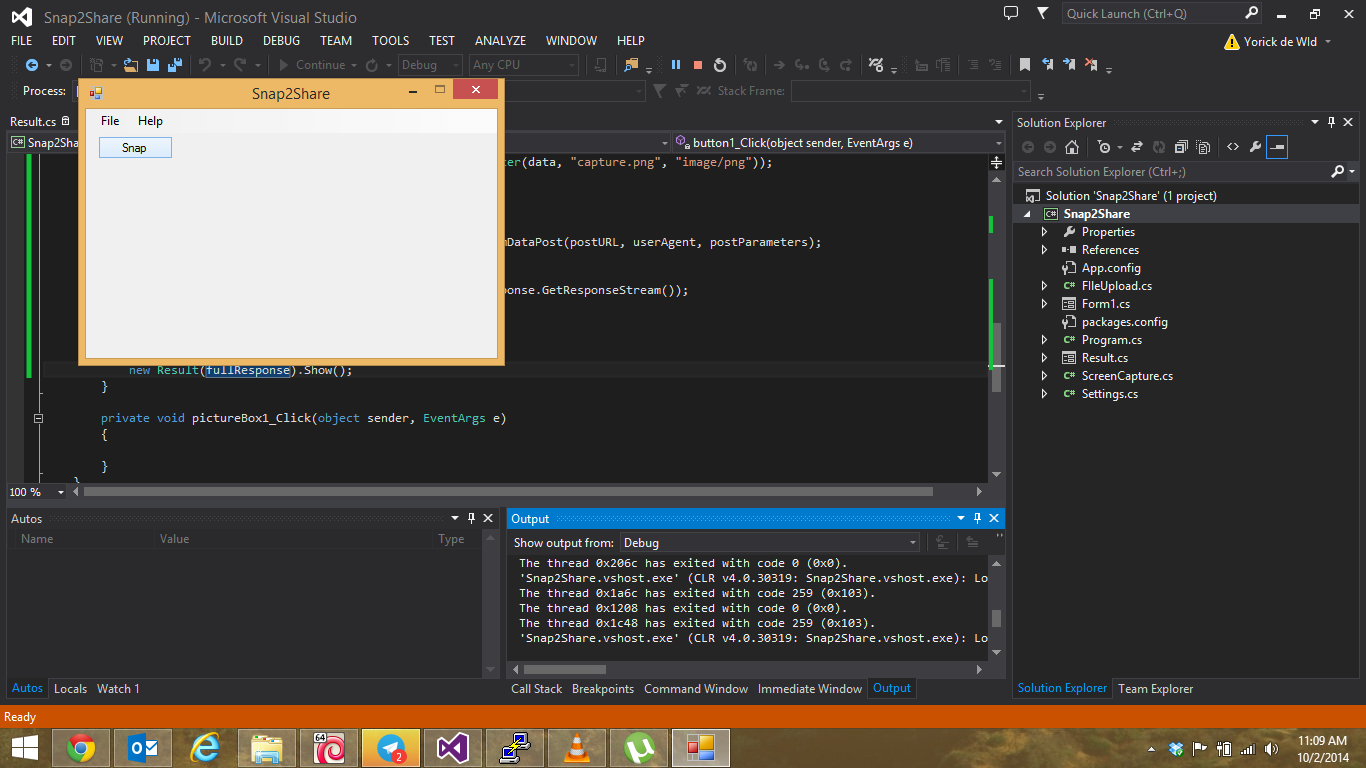 Snap2Share (Running) - Microsoft Visual Studio
Quick Launch (Ctrl+Q)
FILE EDIT VIEW PROJECT BUILD DEBUG TEAM TOOLS TEST ANALYZE WINDOW HELP
Yorick de Wld
Continue Debug Any CPU
Process: Stack Frame:
Snap2Share
File Help
Snap
Result.cs
Snap2Sha
button1_Click(object sender, EventArgs e)
ter(data, "capture.png", "image/png"));
DataPost(postURL, userAgent, postParameters);
onse.GetResponseStream());
new Result(fullResponse).Show();
}
private void pictureBox1_Click(object sender, EventArgs e)
{
}
100 %
Solution Explorer
Search Solution Explorer (Ctrl+;)
Solution 'Snap2Share' (1 project)
Snap2Share
Properties
References
App.config
FIleUpload.cs
Form1.cs
packages.config
Program.cs
Result.cs
ScreenCapture.cs
Settings.cs
Autos
Name Value Type
Autos Locals Watch 1
Output
Show output from: Debug
The thread 0x206c has exited with code 0 (0x0).
'Snap2Share.vshost.exe' (CLR v4.0.30319: Snap2Share.vshost.exe): Lo
The thread 0x1a6c has exited with code 259 (0x103).
The thread 0x1208 has exited with code 0 (0x0).
The thread 0x1c48 has exited with code 259 (0x103).
'Snap2Share.vshost.exe' (CLR v4.0.30319: Snap2Share.vshost.exe): Lo
Call Stack Breakpoints Command Window Immediate Window Output
Solution Explorer Team Explorer
Ready
64
2
11:09 AM
10/2/2014